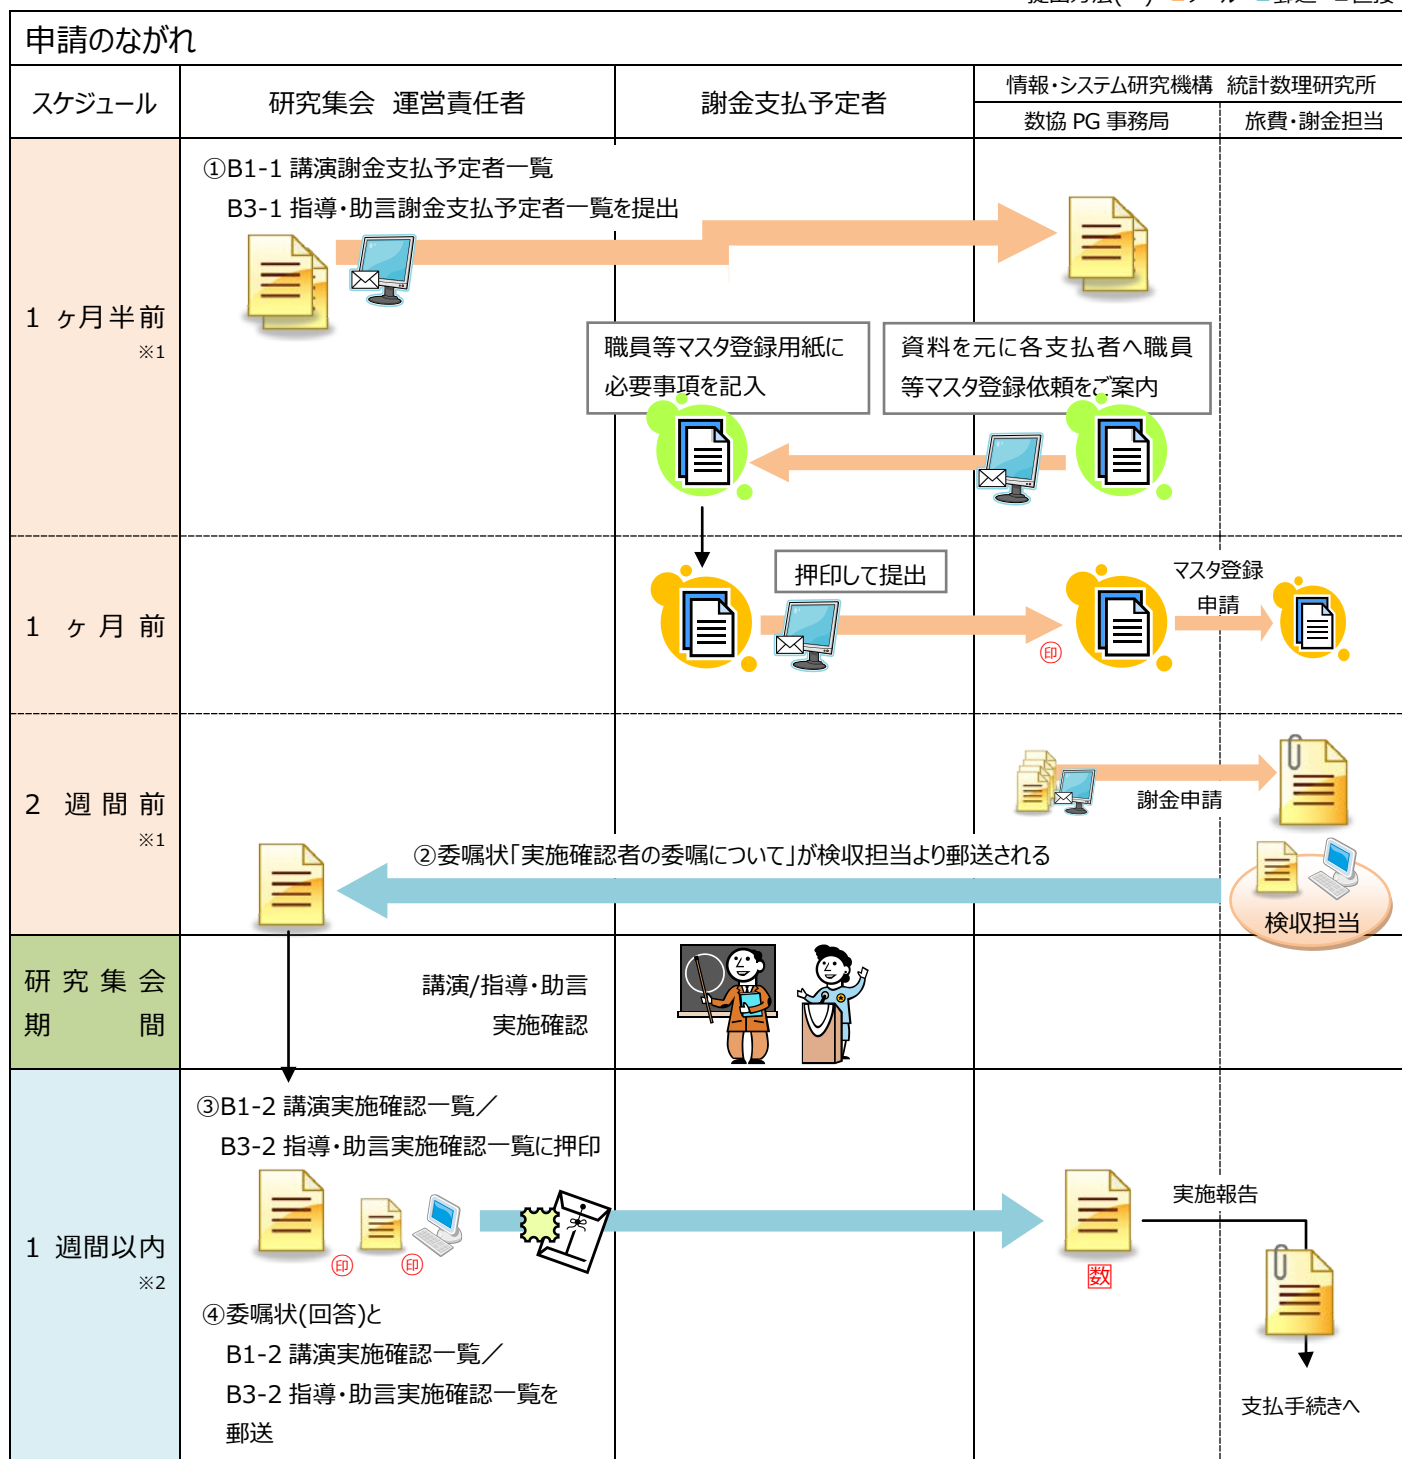 申請のながれ
スケジュール
研究集会 運営責任者
謝金支払予定者
情報・システム研究機構 統計数理研究所
数協 PG 事務局
旅費・謝金担当
1 ヶ月半前
※1
①B1-1 講演謝金支払予定者一覧
B3-1 指導・助言謝金支払予定者一覧を提出
職員等マスタ登録用紙に
必要事項を記入
資料を元に各支払者へ職員
等マスタ登録依頼をご案内
1 ヶ月前
押印して提出
印
マスタ登録
申請
2 週間前
※1
謝金申請
②委嘱状「実施確認者の委嘱について」が検収担当より郵送される
検収担当
研究集会
期間
講演/指導・助言
実施確認
1 週間以内
※2
③B1-2 講演実施確認一覧／
B3-2 指導・助言実施確認一覧に押印
印
印
数
実施報告
④委嘱状(回答)と
B1-2 講演実施確認一覧／
B3-2 指導・助言実施確認一覧を
郵送
支払手続きへ